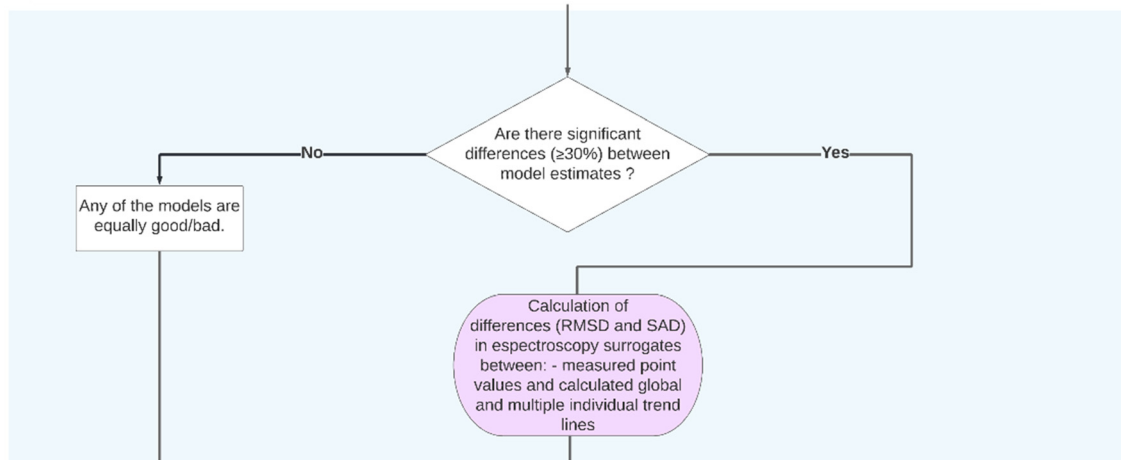 Are there significant
differences (≥30%) between
model estimates ?
No
Yes
Any of the models are
equally good/bad.
Calculation of
differences (RMSD and SAD)
in espectroscopy surrogates
between: - measured point
values and calculated global
and multiple individual trend
lines